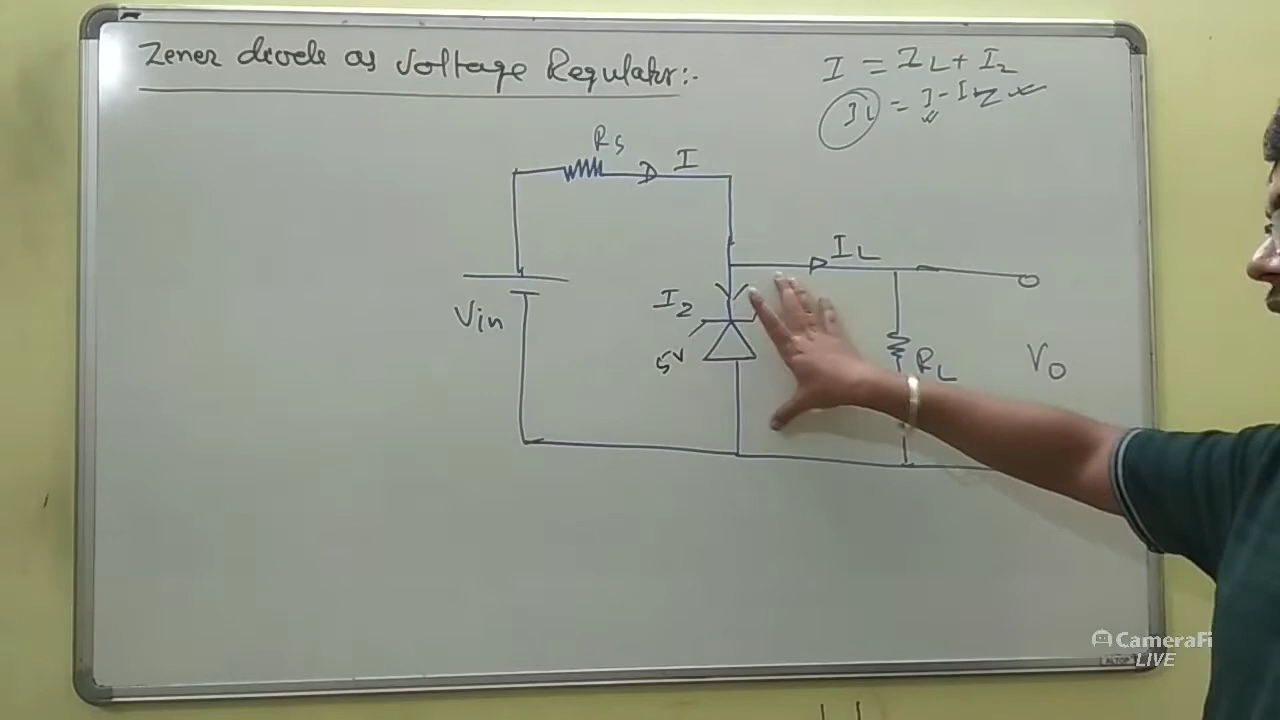 Zener diode as Voltage Regulator:-
I = IL + IZ
IL = I - IZ
Rs
I
IL
IZ
Vin
5V
RL
VO
CameraFi
LIVE